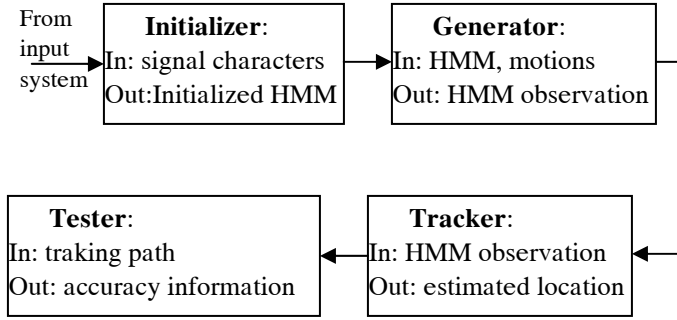 From
input
system
Initializer:
In: signal characters
Out:Initialized HMM
Generator:
In: HMM, motions
Out: HMM observation
Tester:
In: traking path
Out: accuracy information
Tracker:
In: HMM observation
Out: estimated location